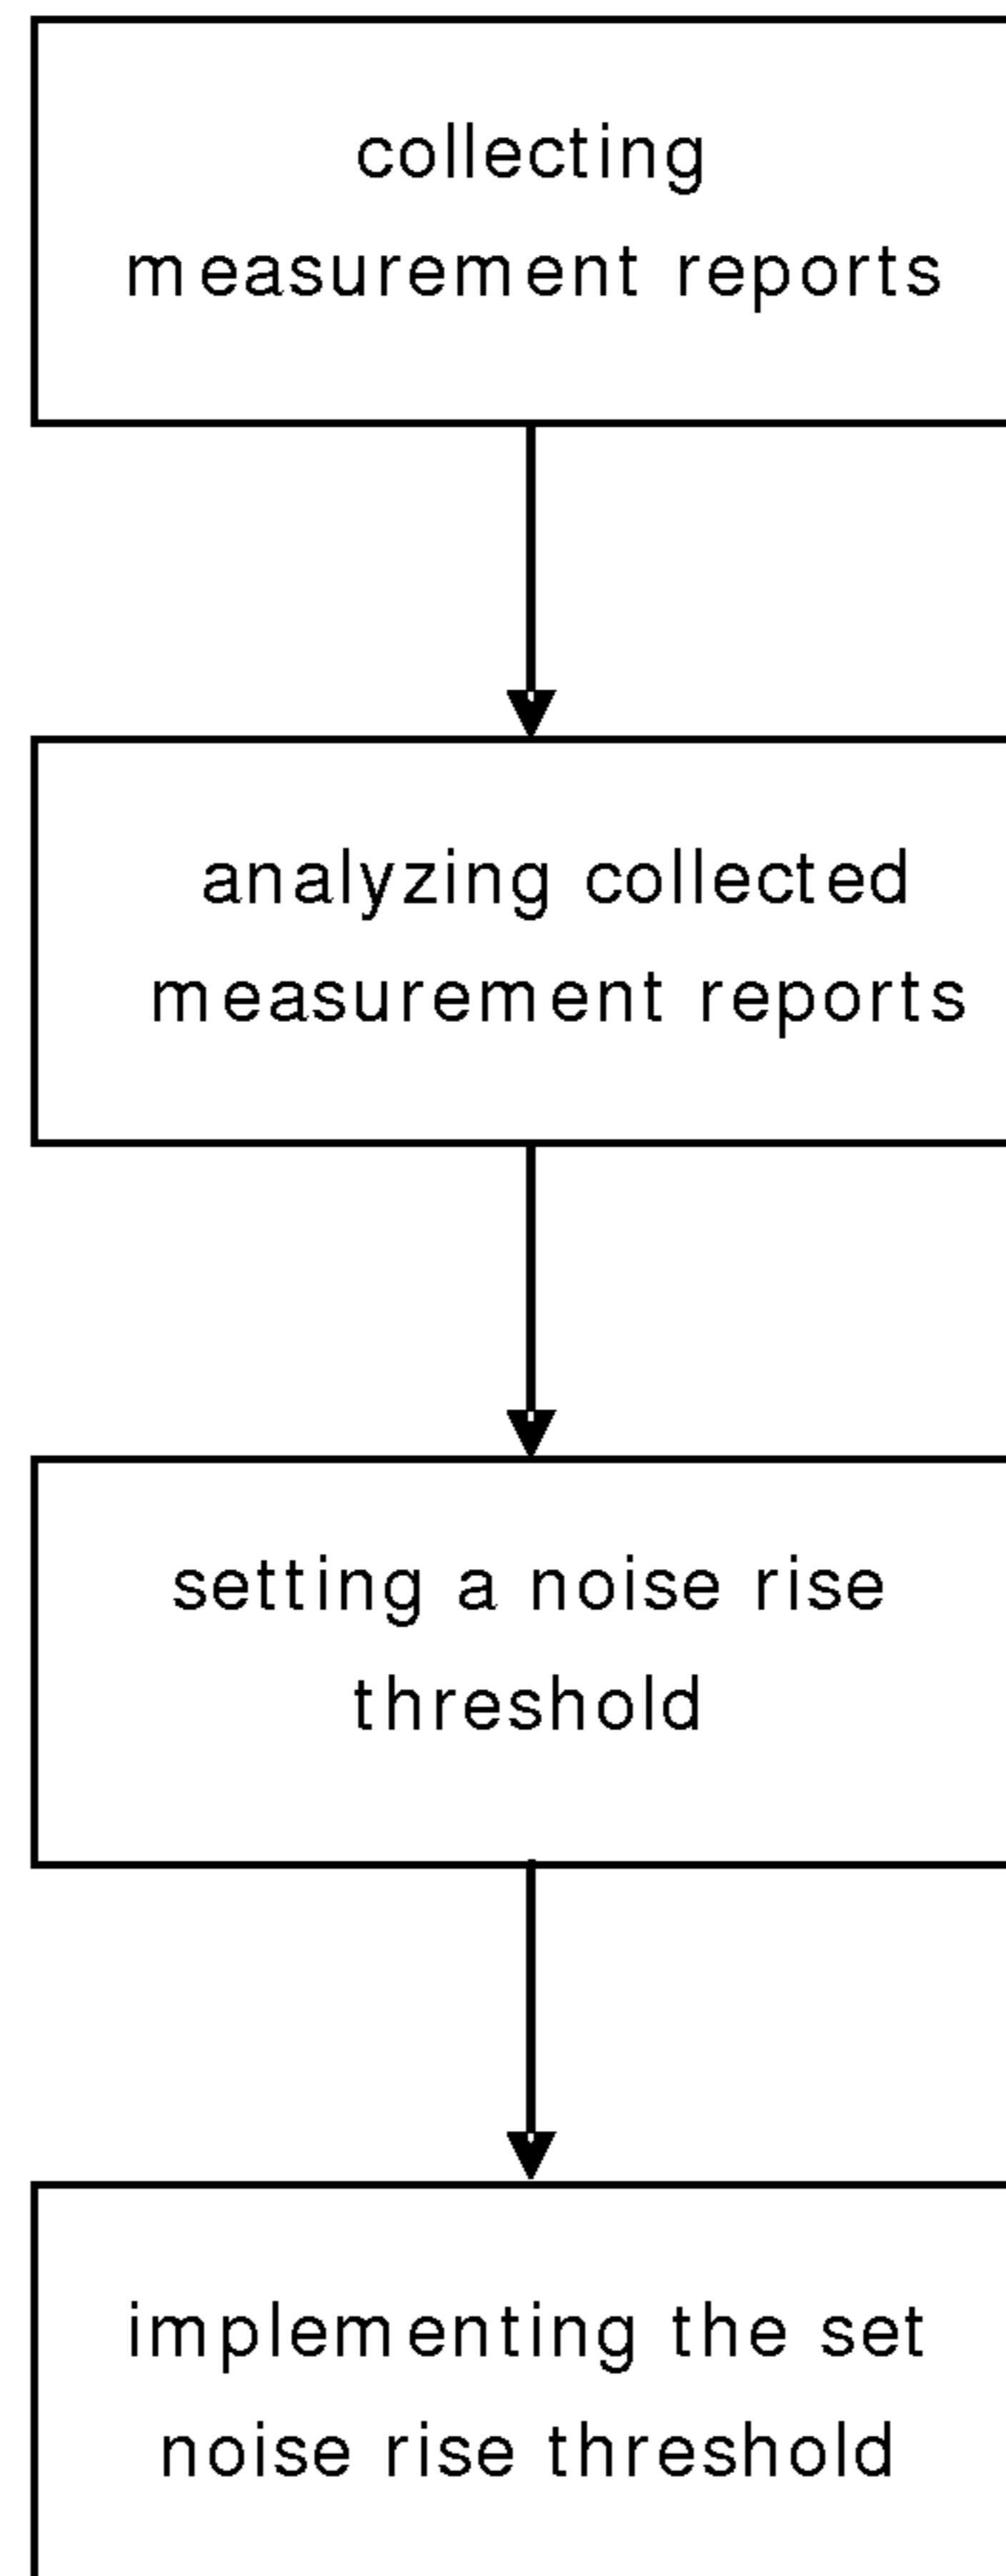 collecting
measurement reports
analyzing collected
measurement reports
setting a noise rise
threshold
implementing the set
noise rise threshold